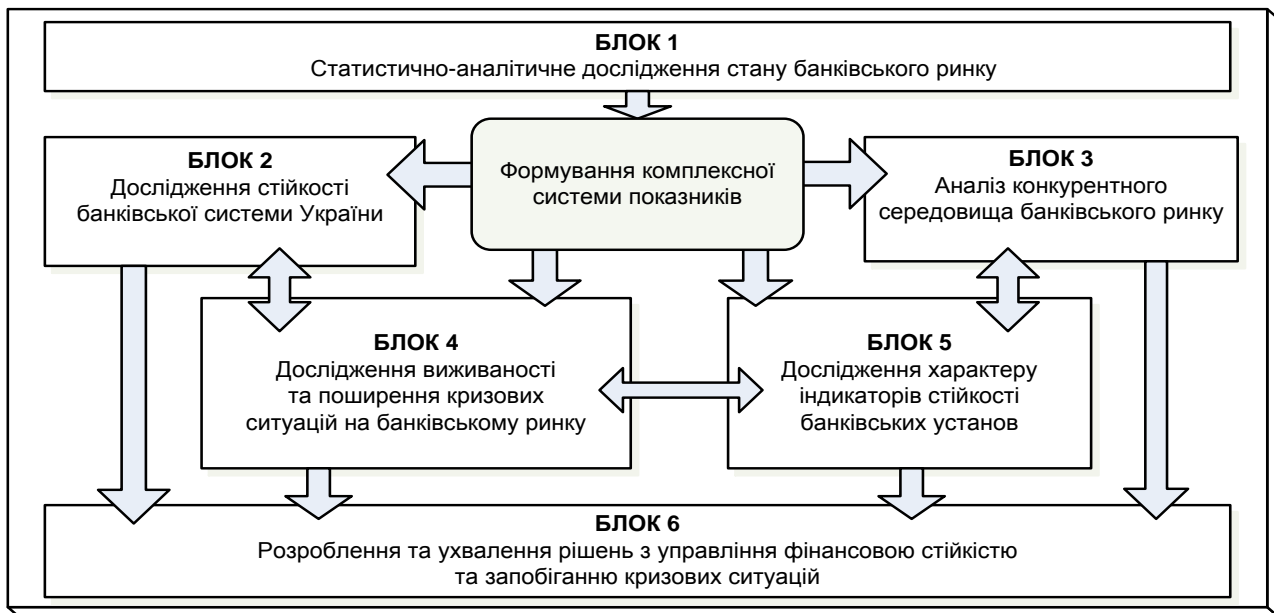 БЛОК 1
Статистично-аналітичне дослідження стану банківського ринку
Формування комплексної
системи показників
БЛОК 2
Дослідження стійкості
банківської системи України
БЛОК 3
Аналіз конкурентного
середовища банківського ринку
БЛОК 4
Дослідження виживаності
та поширення кризових
ситуацій на банківському ринку
БЛОК 5
Дослідження характеру
індикаторів стійкості
банківських установ
БЛОК 6
Розроблення та ухвалення рішень з управління фінансовою стійкістю
та запобіганню кризових ситуацій